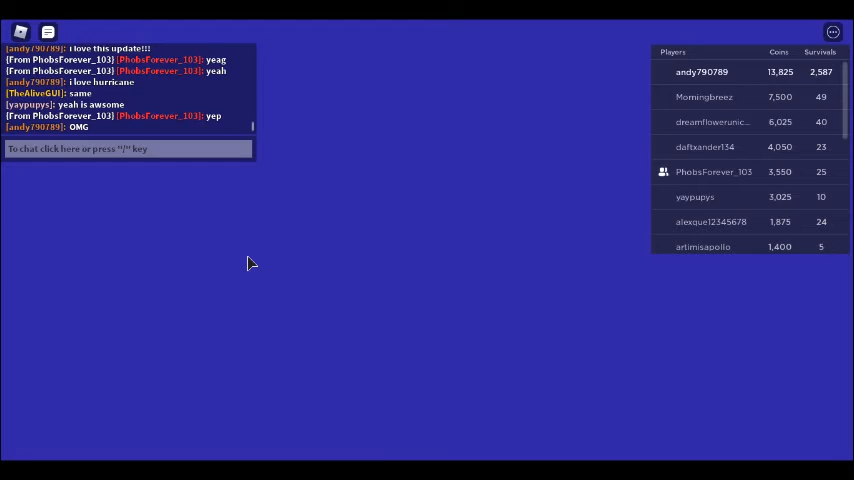 [andy790789]: i love this update!!!
{From PhobsForever_103} [PhobsForever_103]: yeag
{From PhobsForever_103} [PhobsForever_103]: yeah
[andy790789]: i love hurricane
[TheAliveGUI]: same
[yaypupys]: yeah is awsome
{From PhobsForever_103} [PhobsForever_103]: yep
[andy790789]: OMG
To chat click here or press "/" key
Players Coins Survivals
andy790789 13,825 2,587
Morningbreez 7,500 49
dreamflowerunic... 6,025 40
daftxander134 4,050 23
PhobsForever_103 3,550 25
yaypupys 3,025 10
alexque12345678 1,875 24
artimisapollo 1,400 5